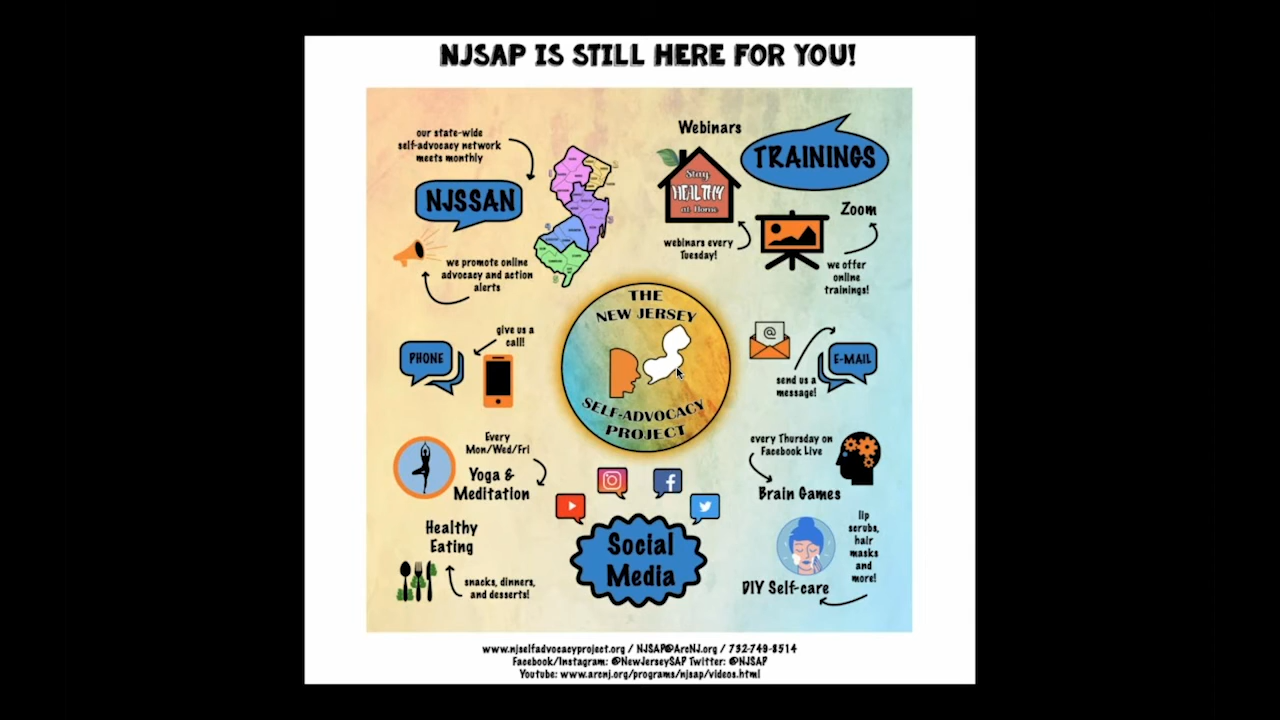 NJSAP IS STILL HERE FOR YOU!
our state-wide
self-advocacy network
meets monthly
NJSSAN
we promote online
advocacy and action
alerts
Webinars
TRAININGS
Stay
HEALTHY
at Home
webinars every
Tuesday!
Zoom
we offer
online
trainings!
THE
NEW JERSEY
SELF-ADVOCACY
PROJECT
give us a
call!
PHONE
@
E-MAIL
send us a
message!
Every
Mon/Wed/Fri
Yoga &
Meditation
every Thursday on
Facebook Live
Brain Games
Healthy
Eating
snacks, dinners,
and desserts!
Social
Media
lip
scrubs,
hair
masks
and
more!
DIY Self-care
www.njselfadvocacyproject.org / NJSAP@ArcNJ.org / 732-749-8514
Facebook/Instagram: @NewJerseySAP Twitter: @NJSAP
Youtube: www.arcnj.org/programs/njsap/videos.html